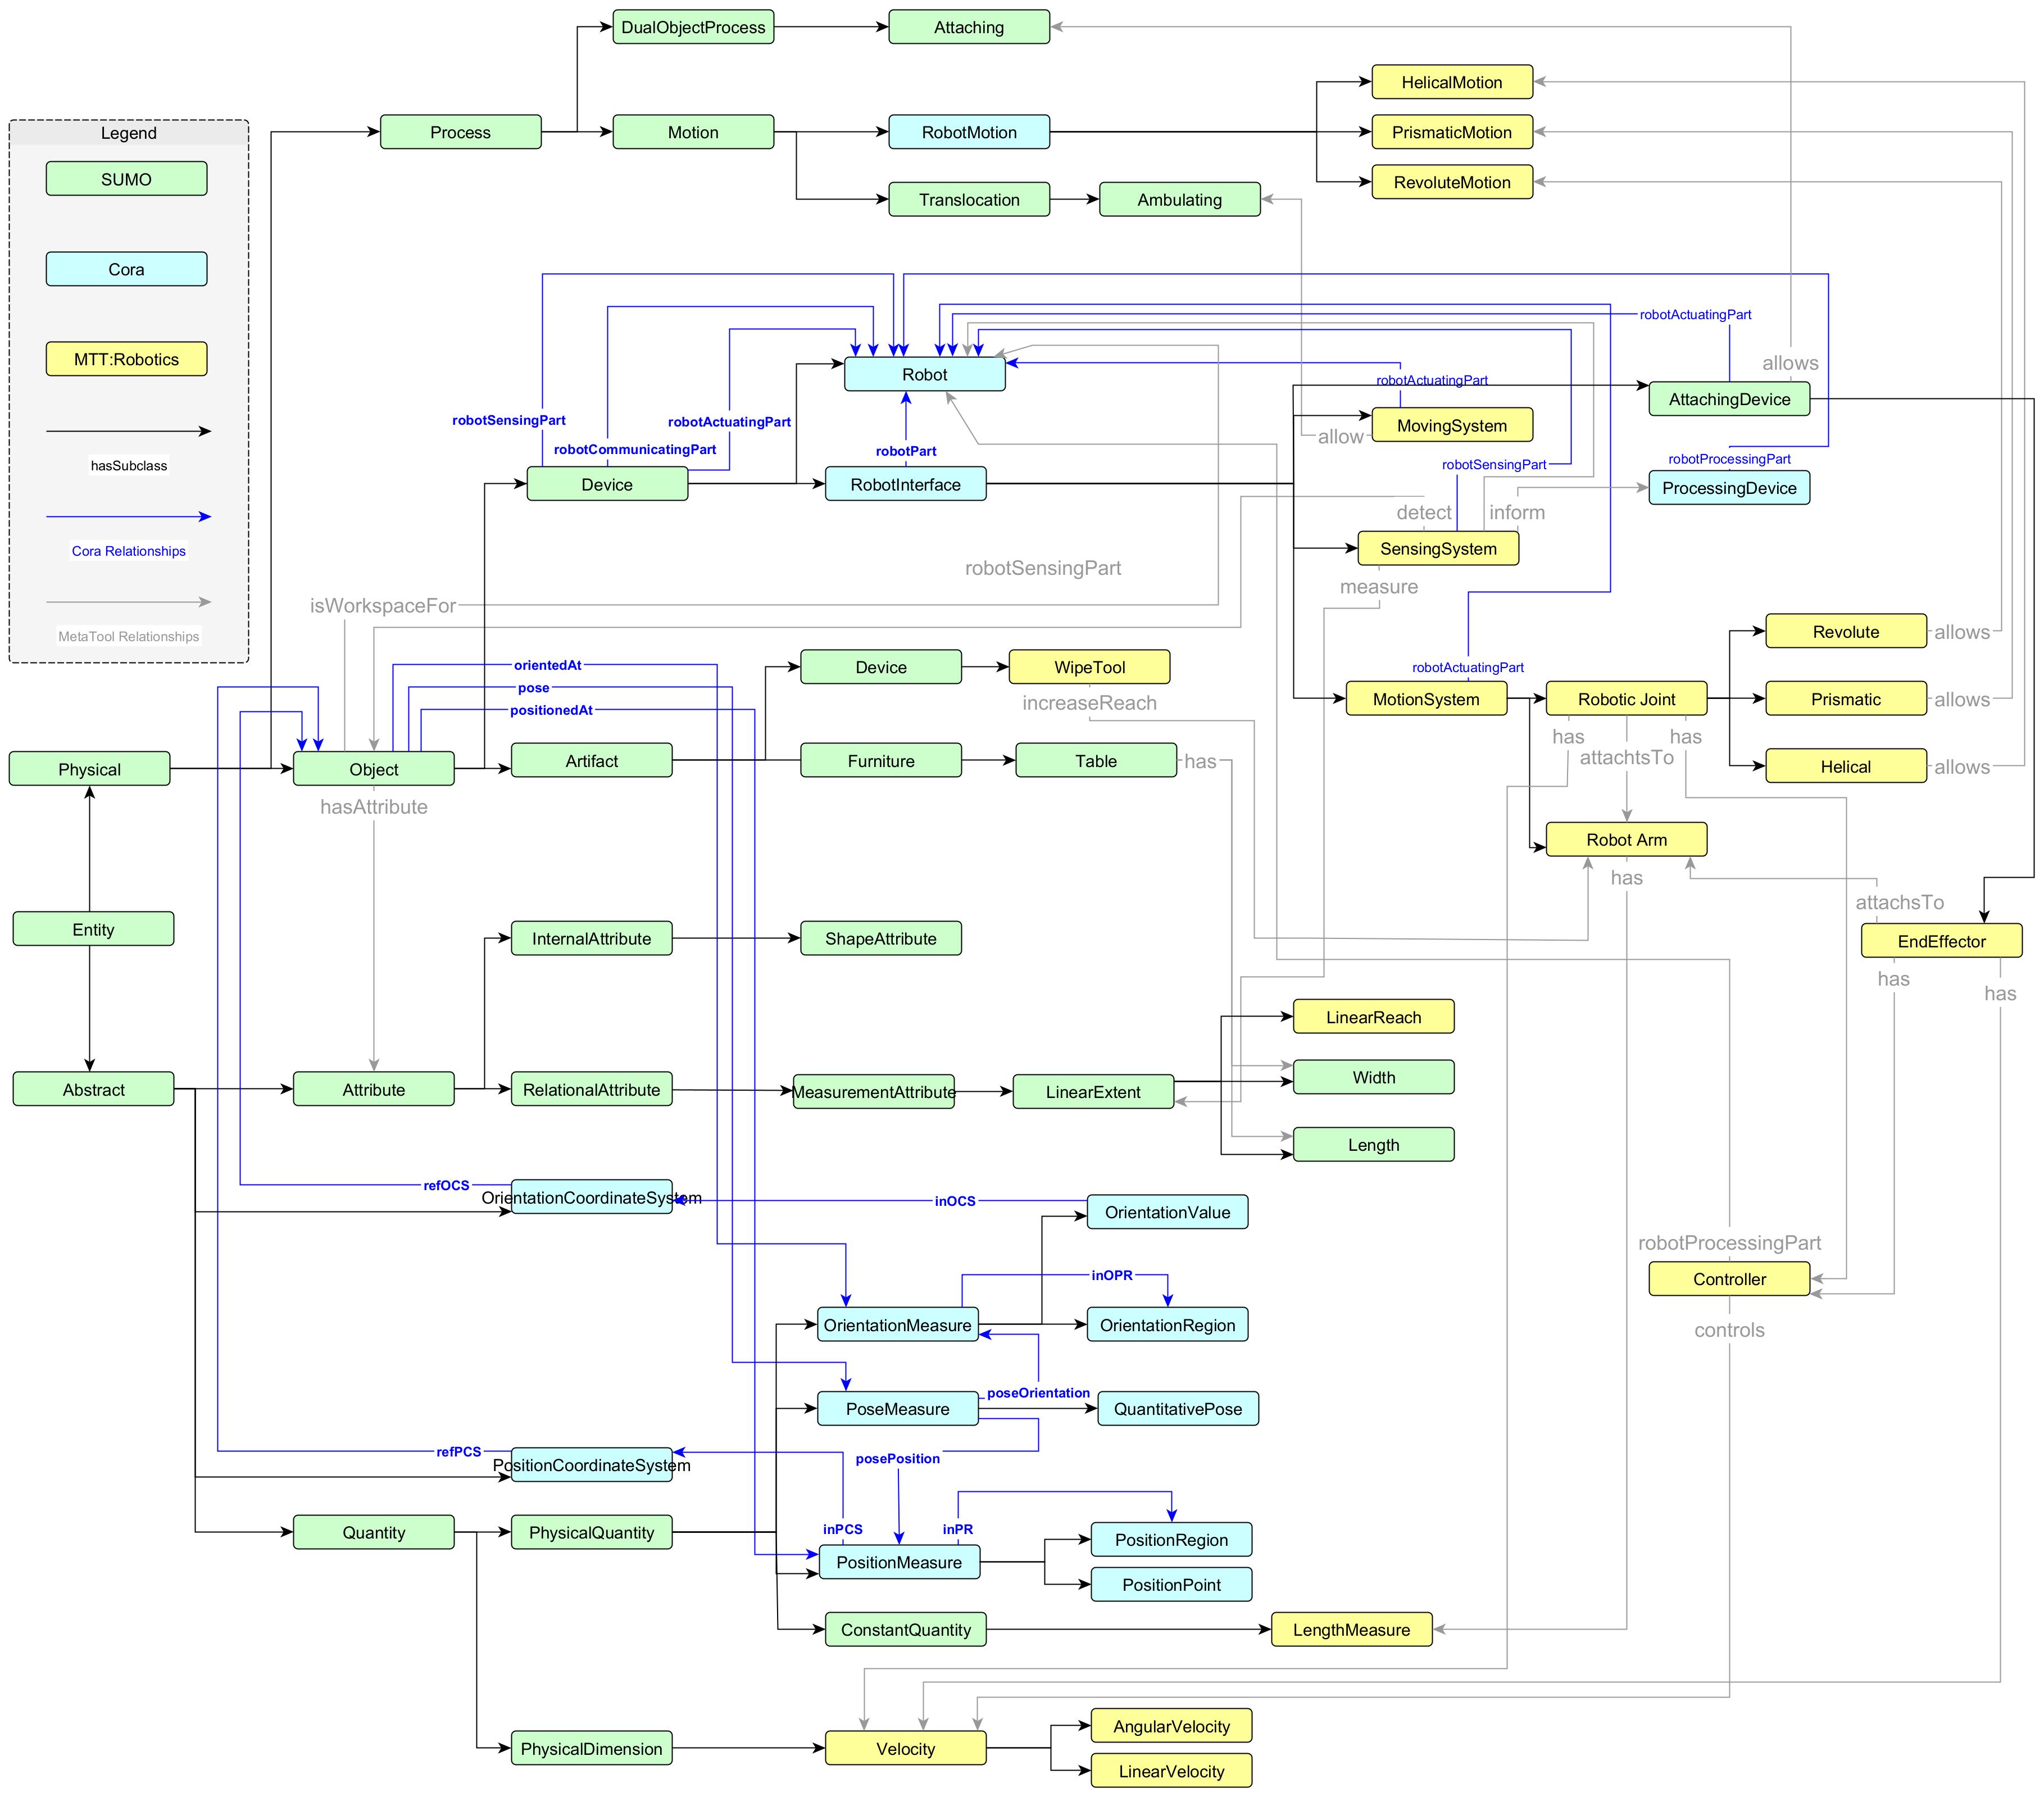 DualObjectProcess
Attaching
HelicalMotion
Legend
Process
Motion
RobotMotion
PrismaticMotion
SUMO
RevoluteMotion
Translocation
Ambulating
Cora
robotActuatingPart
MTT:Robotics
allows
Robot
robotActuatingPart
AttachingDevice
robotSensingPart
robotActuatingPart
MovingSystem
allow
robotCommunicatingPart
robotPart
hasSubclass
robotSensingPart
robotProcessingPart
Device
RobotInterface
ProcessingDevice
detect
inform
Cora Relationships
SensingSystem
robotSensingPart
measure
isWorkspaceFor
MetaTool Relationships
Revolute
allows
orientedAt
Device
WipeTool
robotActuatingPart
pose
increaseReach
MotionSystem
Robotic Joint
Prismatic
allows
positionedAt
has
has
attachtsTo
Physical
Object
Artifact
Furniture
Table
has
Helical
allows
hasAttribute
Robot Arm
has
attachsTo
Entity
InternalAttribute
ShapeAttribute
EndEffector
has
has
LinearReach
Abstract
Attribute
RelationalAttribute
MeasurementAttribute
LinearExtent
Width
Length
refOCS
OrientationCoordinateSystem
inOCS
OrientationValue
robotProcessingPart
inOPR
Controller
OrientationMeasure
OrientationRegion
controls
poseOrientation
PoseMeasure
QuantitativePose
refPCS
posePosition
PositionCoordinateSystem
inPCS
inPR
Quantity
PhysicalQuantity
PositionRegion
PositionMeasure
PositionPoint
ConstantQuantity
LengthMeasure
AngularVelocity
PhysicalDimension
Velocity
LinearVelocity